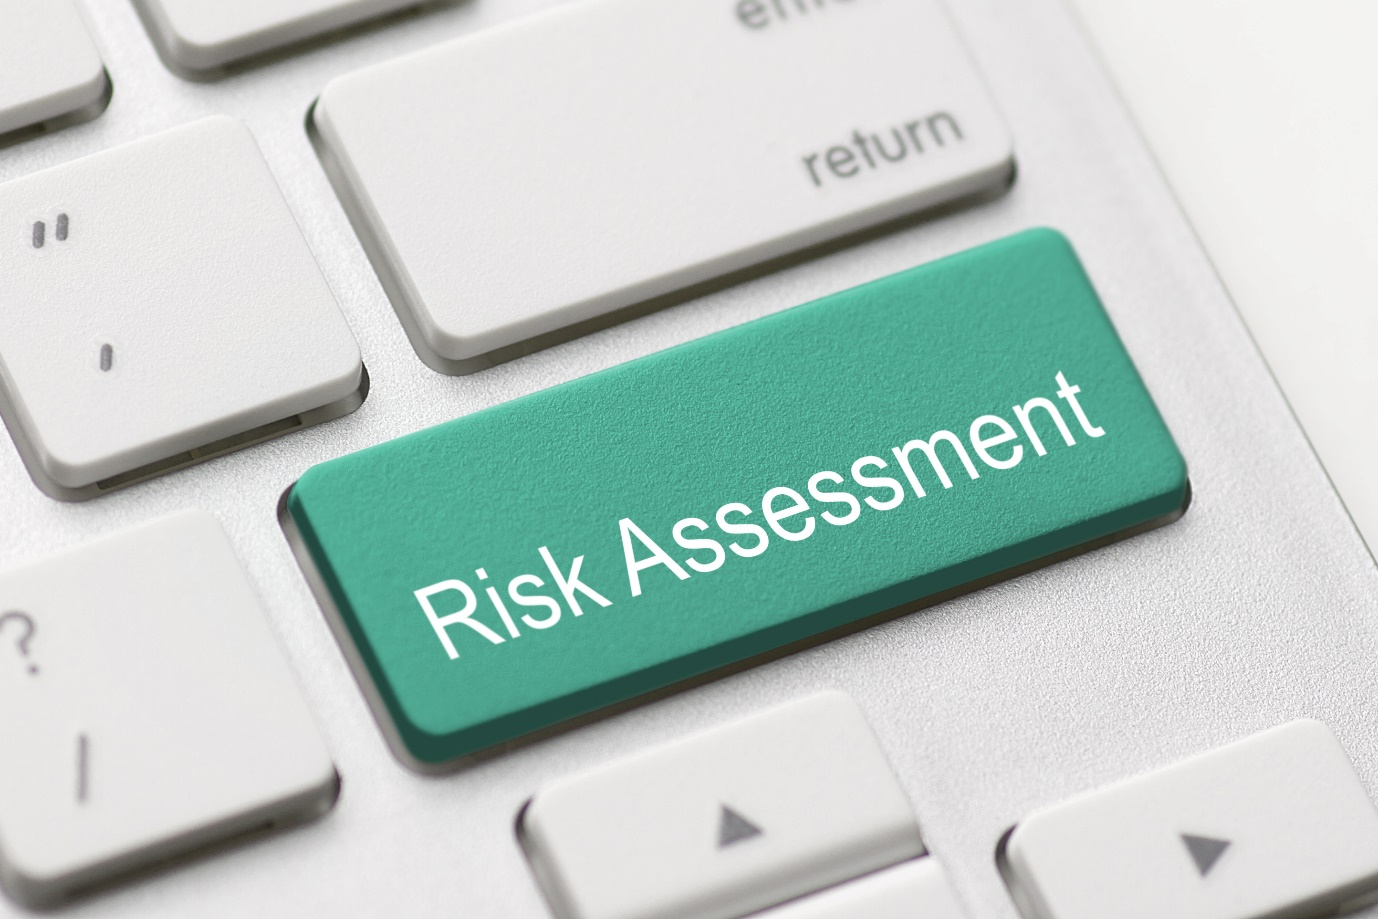 return
"
'
Risk Assessment
?
/